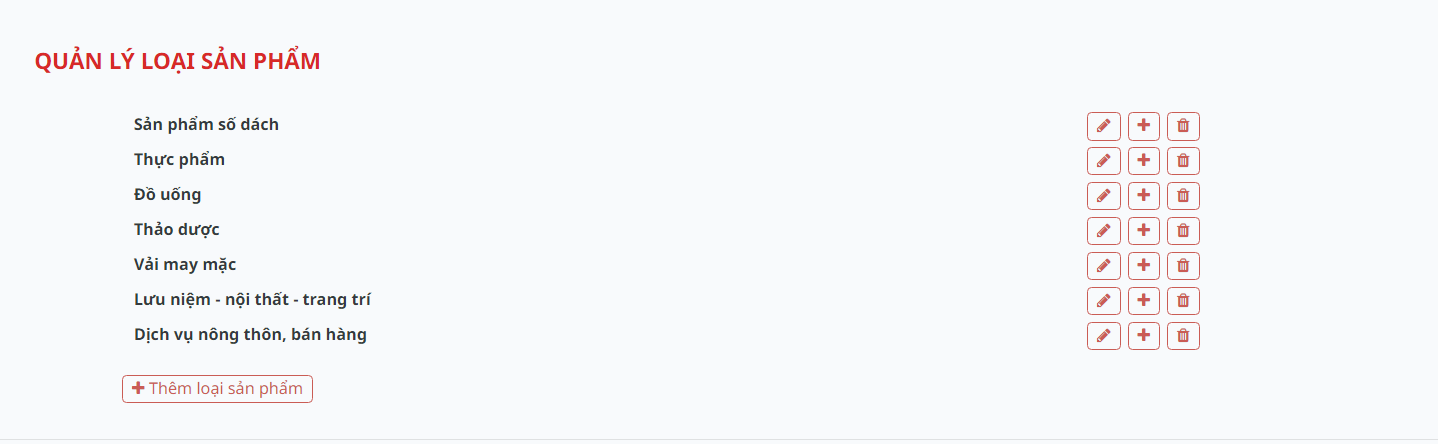 QUẢN LÝ LOẠI SẢN PHẨM
Sản phẩm số dách
Thực phẩm
Đồ uống
Thảo dược
Vải may mặc
Lưu niệm - nội thất - trang trí
Dịch vụ nông thôn, bán hàng
Thêm loại sản phẩm